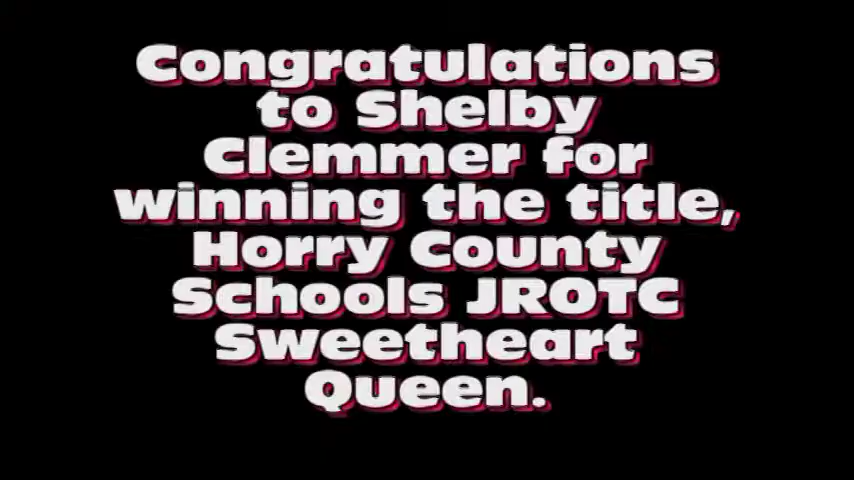 Congratulations
to Shelby
Clemmer for
winning the title,
Horry County
Schools JROTC
Sweetheart
Queen.